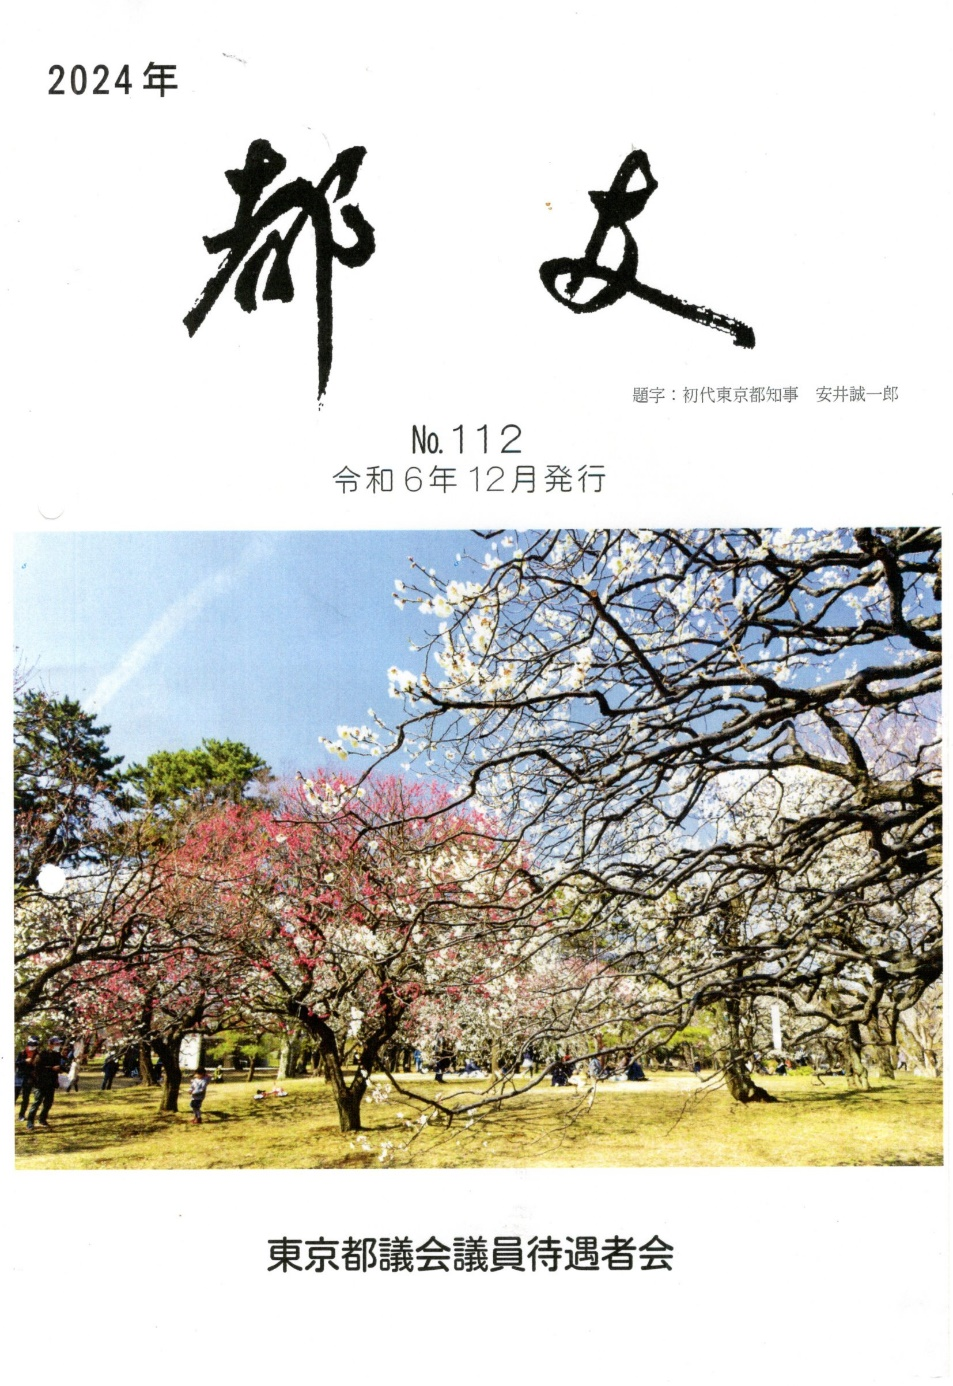 2024年
都友
題字：初代東京都知事　安井誠一郎
No.112
令和6年12月発行
東京都議会議員待遇者会